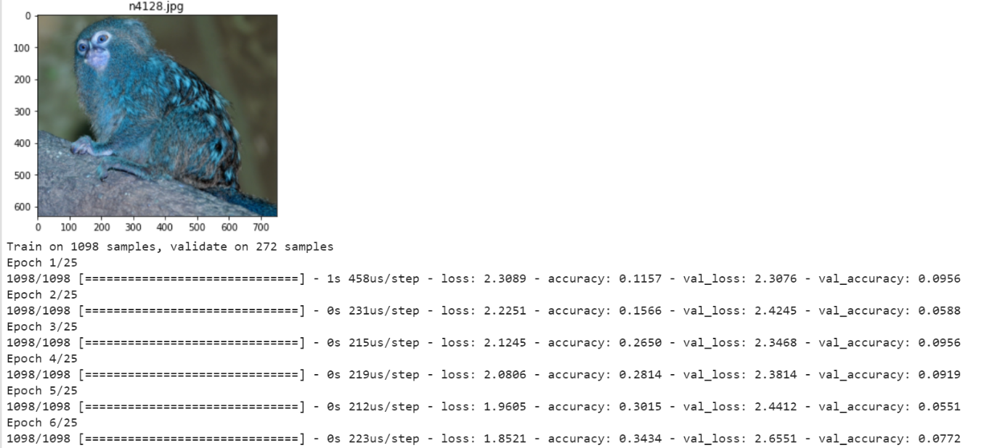 n4128.jpg
0
100
200
300
400
500
600
0 100 200 300 400 500 600 700
Train on 1098 samples, validate on 272 samples
Epoch 1/25
1098/1098 [==============================] - 1s 458us/step - loss: 2.3089 - accuracy: 0.1157 - val_loss: 2.3076 - val_accuracy: 0.0956
Epoch 2/25
1098/1098 [==============================] - 0s 231us/step - loss: 2.2251 - accuracy: 0.1566 - val_loss: 2.4245 - val_accuracy: 0.0588
Epoch 3/25
1098/1098 [==============================] - 0s 215us/step - loss: 2.1245 - accuracy: 0.2650 - val_loss: 2.3468 - val_accuracy: 0.0956
Epoch 4/25
1098/1098 [==============================] - 0s 219us/step - loss: 2.0806 - accuracy: 0.2814 - val_loss: 2.3814 - val_accuracy: 0.0919
Epoch 5/25
1098/1098 [==============================] - 0s 212us/step - loss: 1.9605 - accuracy: 0.3015 - val_loss: 2.4412 - val_accuracy: 0.0551
Epoch 6/25
1098/1098 [==============================] - 0s 223us/step - loss: 1.8521 - accuracy: 0.3434 - val_loss: 2.6551 - val_accuracy: 0.0772